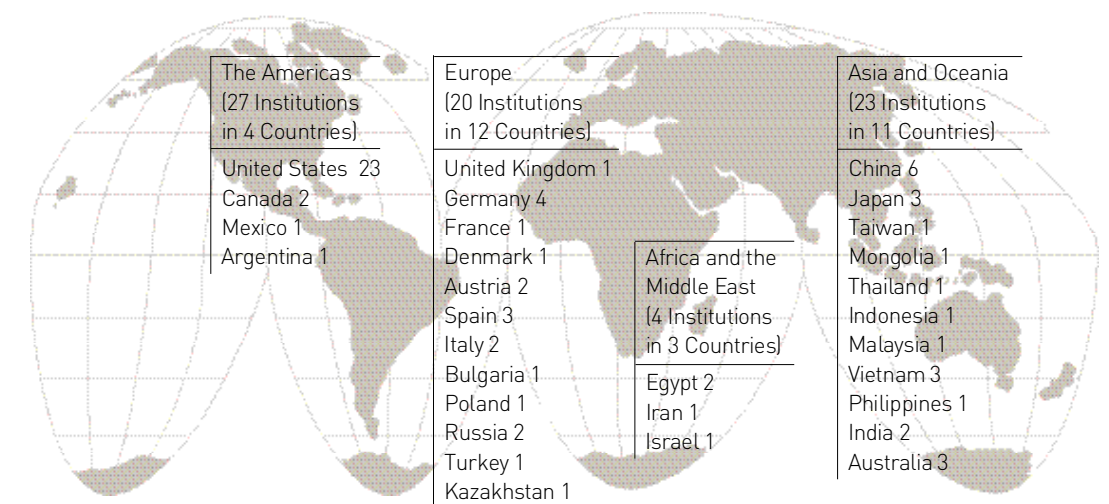 The Americas
(27 Institutions
in 4 Countries)
United States 23
Canada 2
Mexico 1
Argentina 1
Europe
(20 Institutions
in 12 Countries)
United Kingdom 1
Germany 4
France 1
Denmark 1
Austria 2
Spain 3
Italy 2
Bulgaria 1
Poland 1
Russia 2
Turkey 1
Kazakhstan 1
Africa and the
Middle East
(4 Institutions
in 3 Countries)
Egypt 2
Iran 1
Israel 1
Asia and Oceania
(23 Institutions
in 11 Countries)
China 6
Japan 3
Taiwan 1
Mongolia 1
Thailand 1
Indonesia 1
Malaysia 1
Vietnam 3
Philippines 1
India 2
Australia 3